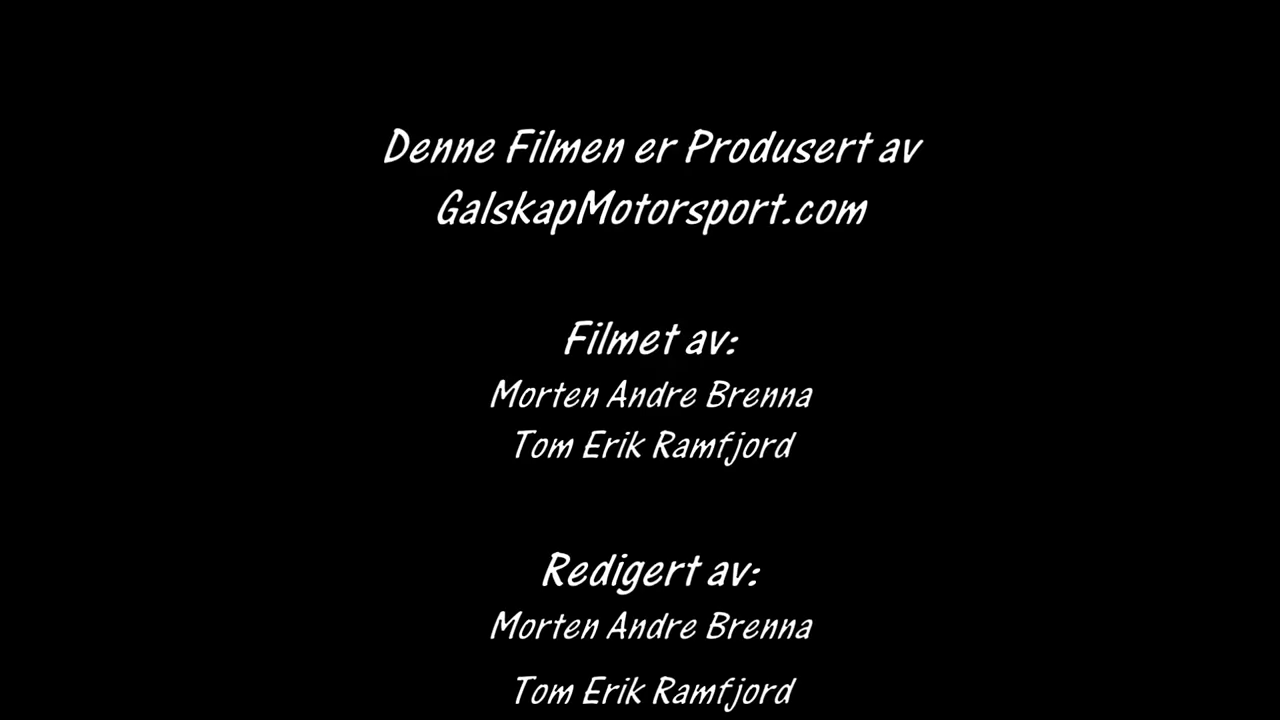 Denne Filmen er Produsert av
GalskapMotorsport.com
Filmet av:
Morten Andre Brenna
Tom Erik Ramfjord
Redigert av:
Morten Andre Brenna
Tom Erik Ramfjord